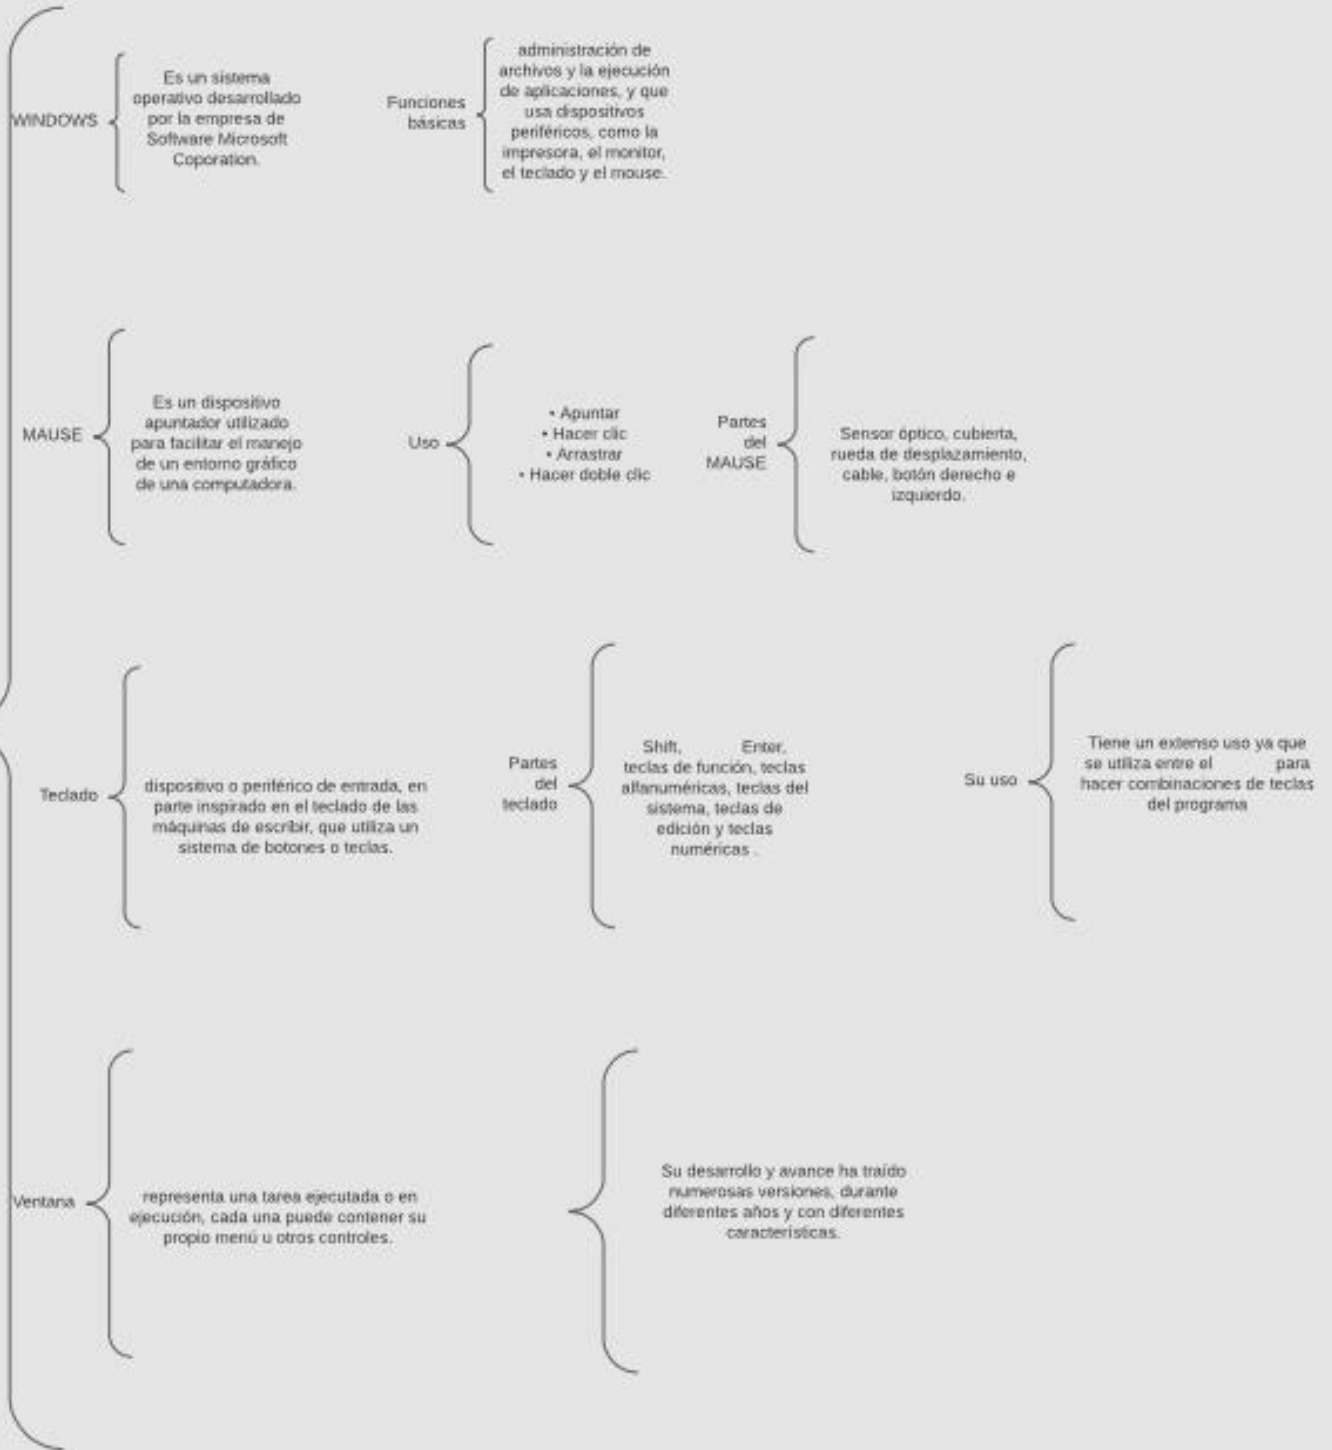 WINDOWS
Es un sistema
operativo desarrollado
por la empresa de
Software Microsoft
Coporation.
Funciones
básicas
administración de
archivos y la ejecución
de aplicaciones, y que
usa dispositivos
periféricos, como la
impresora, el monitor,
el teclado y el mouse.
MAUSE
Es un dispositivo
apuntador utilizado
para facilitar el manejo
de un entorno gráfico
de una computadora.
Uso
• Apuntar
• Hacer clic
• Arrastrar
• Hacer doble clic
Partes
del
MAUSE
Sensor óptico, cubierta,
rueda de desplazamiento,
cable, botón derecho e
izquierdo.
Teclado
dispositivo o periférico de entrada, en
parte inspirado en el teclado de las
máquinas de escribir, que utiliza un
sistema de botones o teclas.
Partes
del
teclado
Shift, Enter,
teclas de función, teclas
alfanuméricas, teclas del
sistema, teclas de
edición y teclas
numéricas .
Su uso
Tiene un extenso uso ya que
se utiliza entre el para
hacer combinaciones de teclas
del programa
Ventana
representa una tarea ejecutada o en
ejecución, cada una puede contener su
propio menú u otros controles.
Su desarrollo y avance ha traído
numerosas versiones, durante
diferentes años y con diferentes
características.